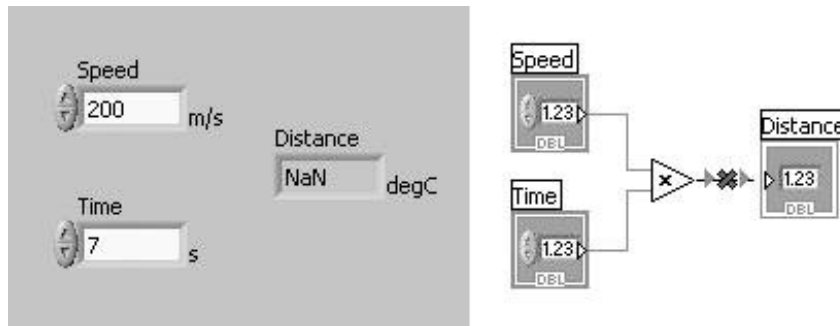 Speed
200
m/s
Distance
NaN
degC
Time
7
s
Speed
1.23
DBL
Time
1.23
DBL
x
Distance
1.23
DBL